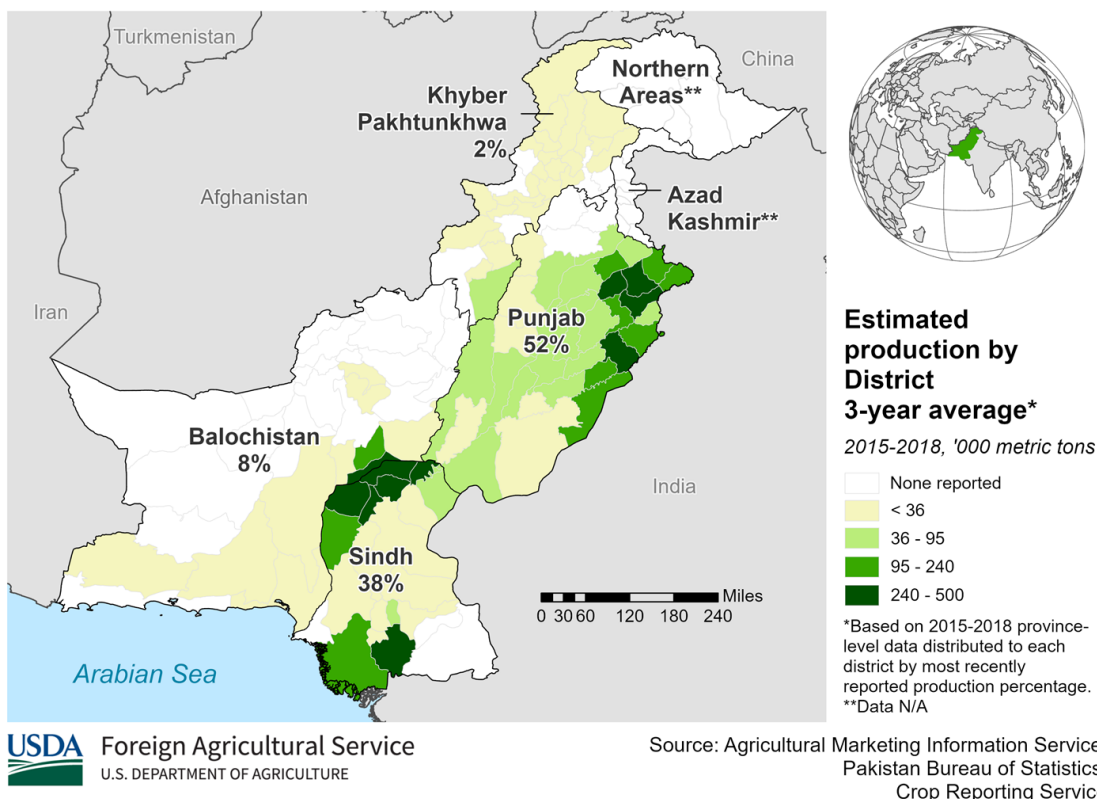 Turkmenistan
China
Northern
Areas**
Khyber
Pakhtunkhwa
2%
Afghanistan
Azad
Kashmir**
Iran
Punjab
52%
Balochistan
8%
India
Sindh
38%
Arabian Sea
Miles
0 30 60 120 180 240
Estimated
production by
District
3-year average*
2015-2018, '000 metric tons
None reported
< 36
36 - 95
95 - 240
240 - 500
*Based on 2015-2018 province-
level data distributed to each
district by most recently
reported production percentage.
**Data N/A
USDA
Foreign Agricultural Service
U.S. DEPARTMENT OF AGRICULTURE
Source: Agricultural Marketing Information Service
Pakistan Bureau of Statistics
Crop Reporting Service